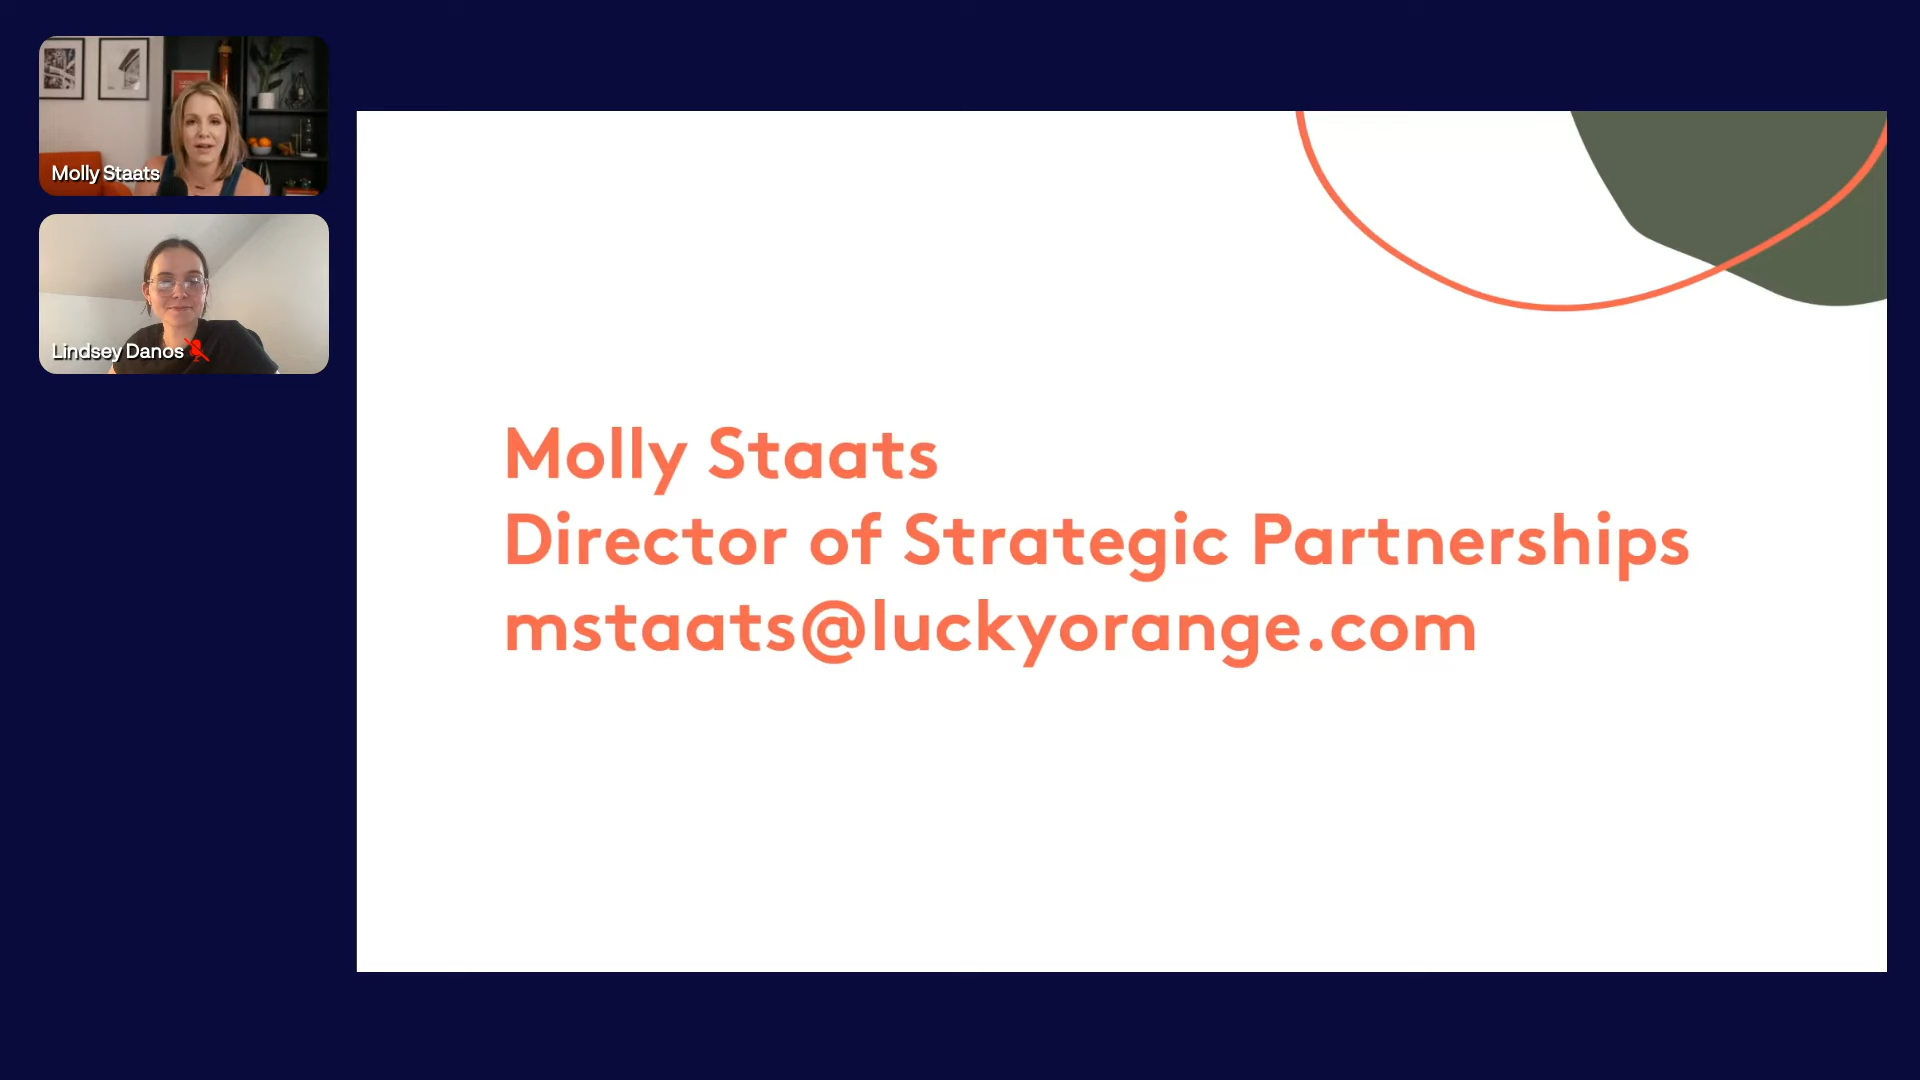 Molly Staats
Lindsey Danos
Molly Staats
Director of Strategic Partnerships
mstaats@luckyorange.com